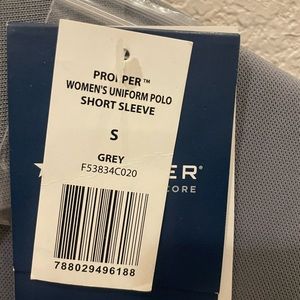 PROPPER™
WOMEN'S UNIFORM POLO
SHORT SLEEVE
S
GREY
F53834C020
788029496188